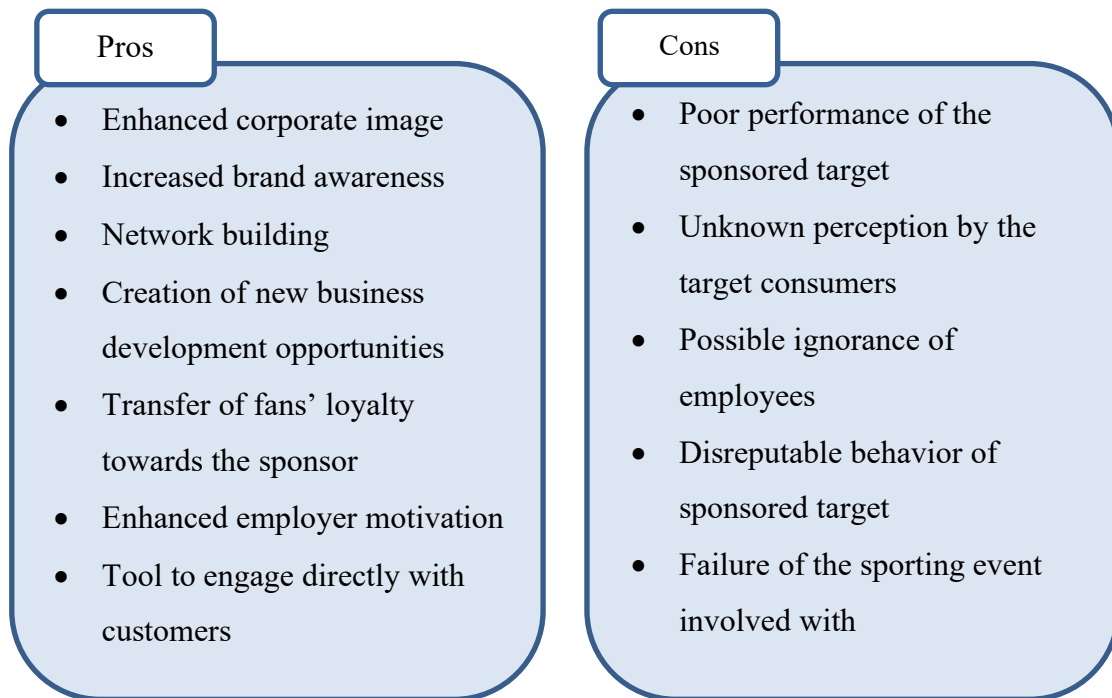 Pros
• Enhanced corporate image
• Increased brand awareness
• Network building
• Creation of new business
development opportunities
• Transfer of fans’ loyalty
towards the sponsor
• Enhanced employer motivation
• Tool to engage directly with
customers
Cons
• Poor performance of the
sponsored target
• Unknown perception by the
target consumers
• Possible ignorance of
employees
• Disreputable behavior of
sponsored target
• Failure of the sporting event
involved with